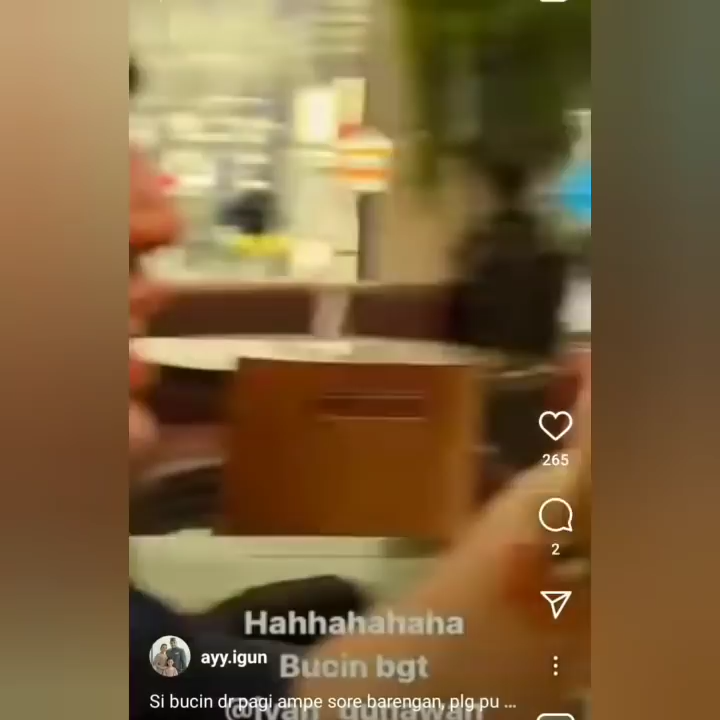 265
2
Hahhahahaha
ayy.igun
Bucin bgt
Si bucin dr pagi ampe sore barengan, plg pu ...